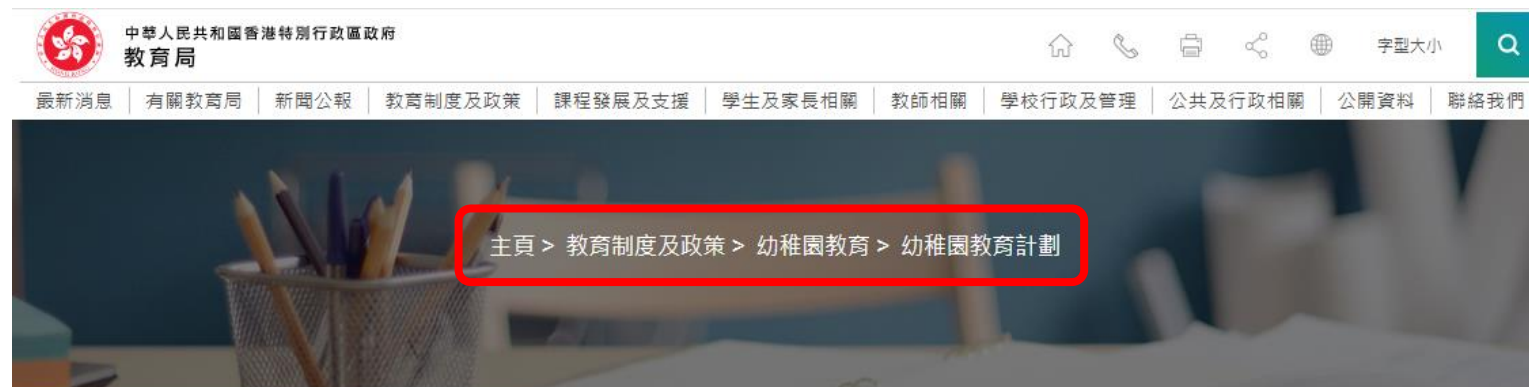 中華人民共和國香港特別行政區政府
教育局
字型大小
最新消息 有關教育局 新聞公報 教育制度及政策 課程發展及支援 學生及家長相關 教師相關 學校行政及管理 公共及行政相關 公開資料 聯絡我們
主頁 > 教育制度及政策 > 幼稚園教育 > 幼稚園教育計劃